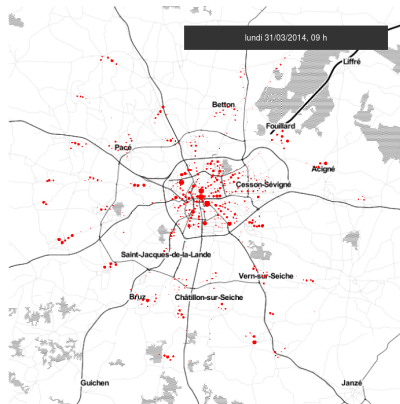 lundi 31/03/2014, 09 h
Liffré
Betton
Fouillard
Pacé
Acigné
Cesson-Sévigné
Saint-Jacques-de-la-Lande
Vern-sur-Seiche
Bruz
Châtillon-sur-Seiche
Guichen
Janzé